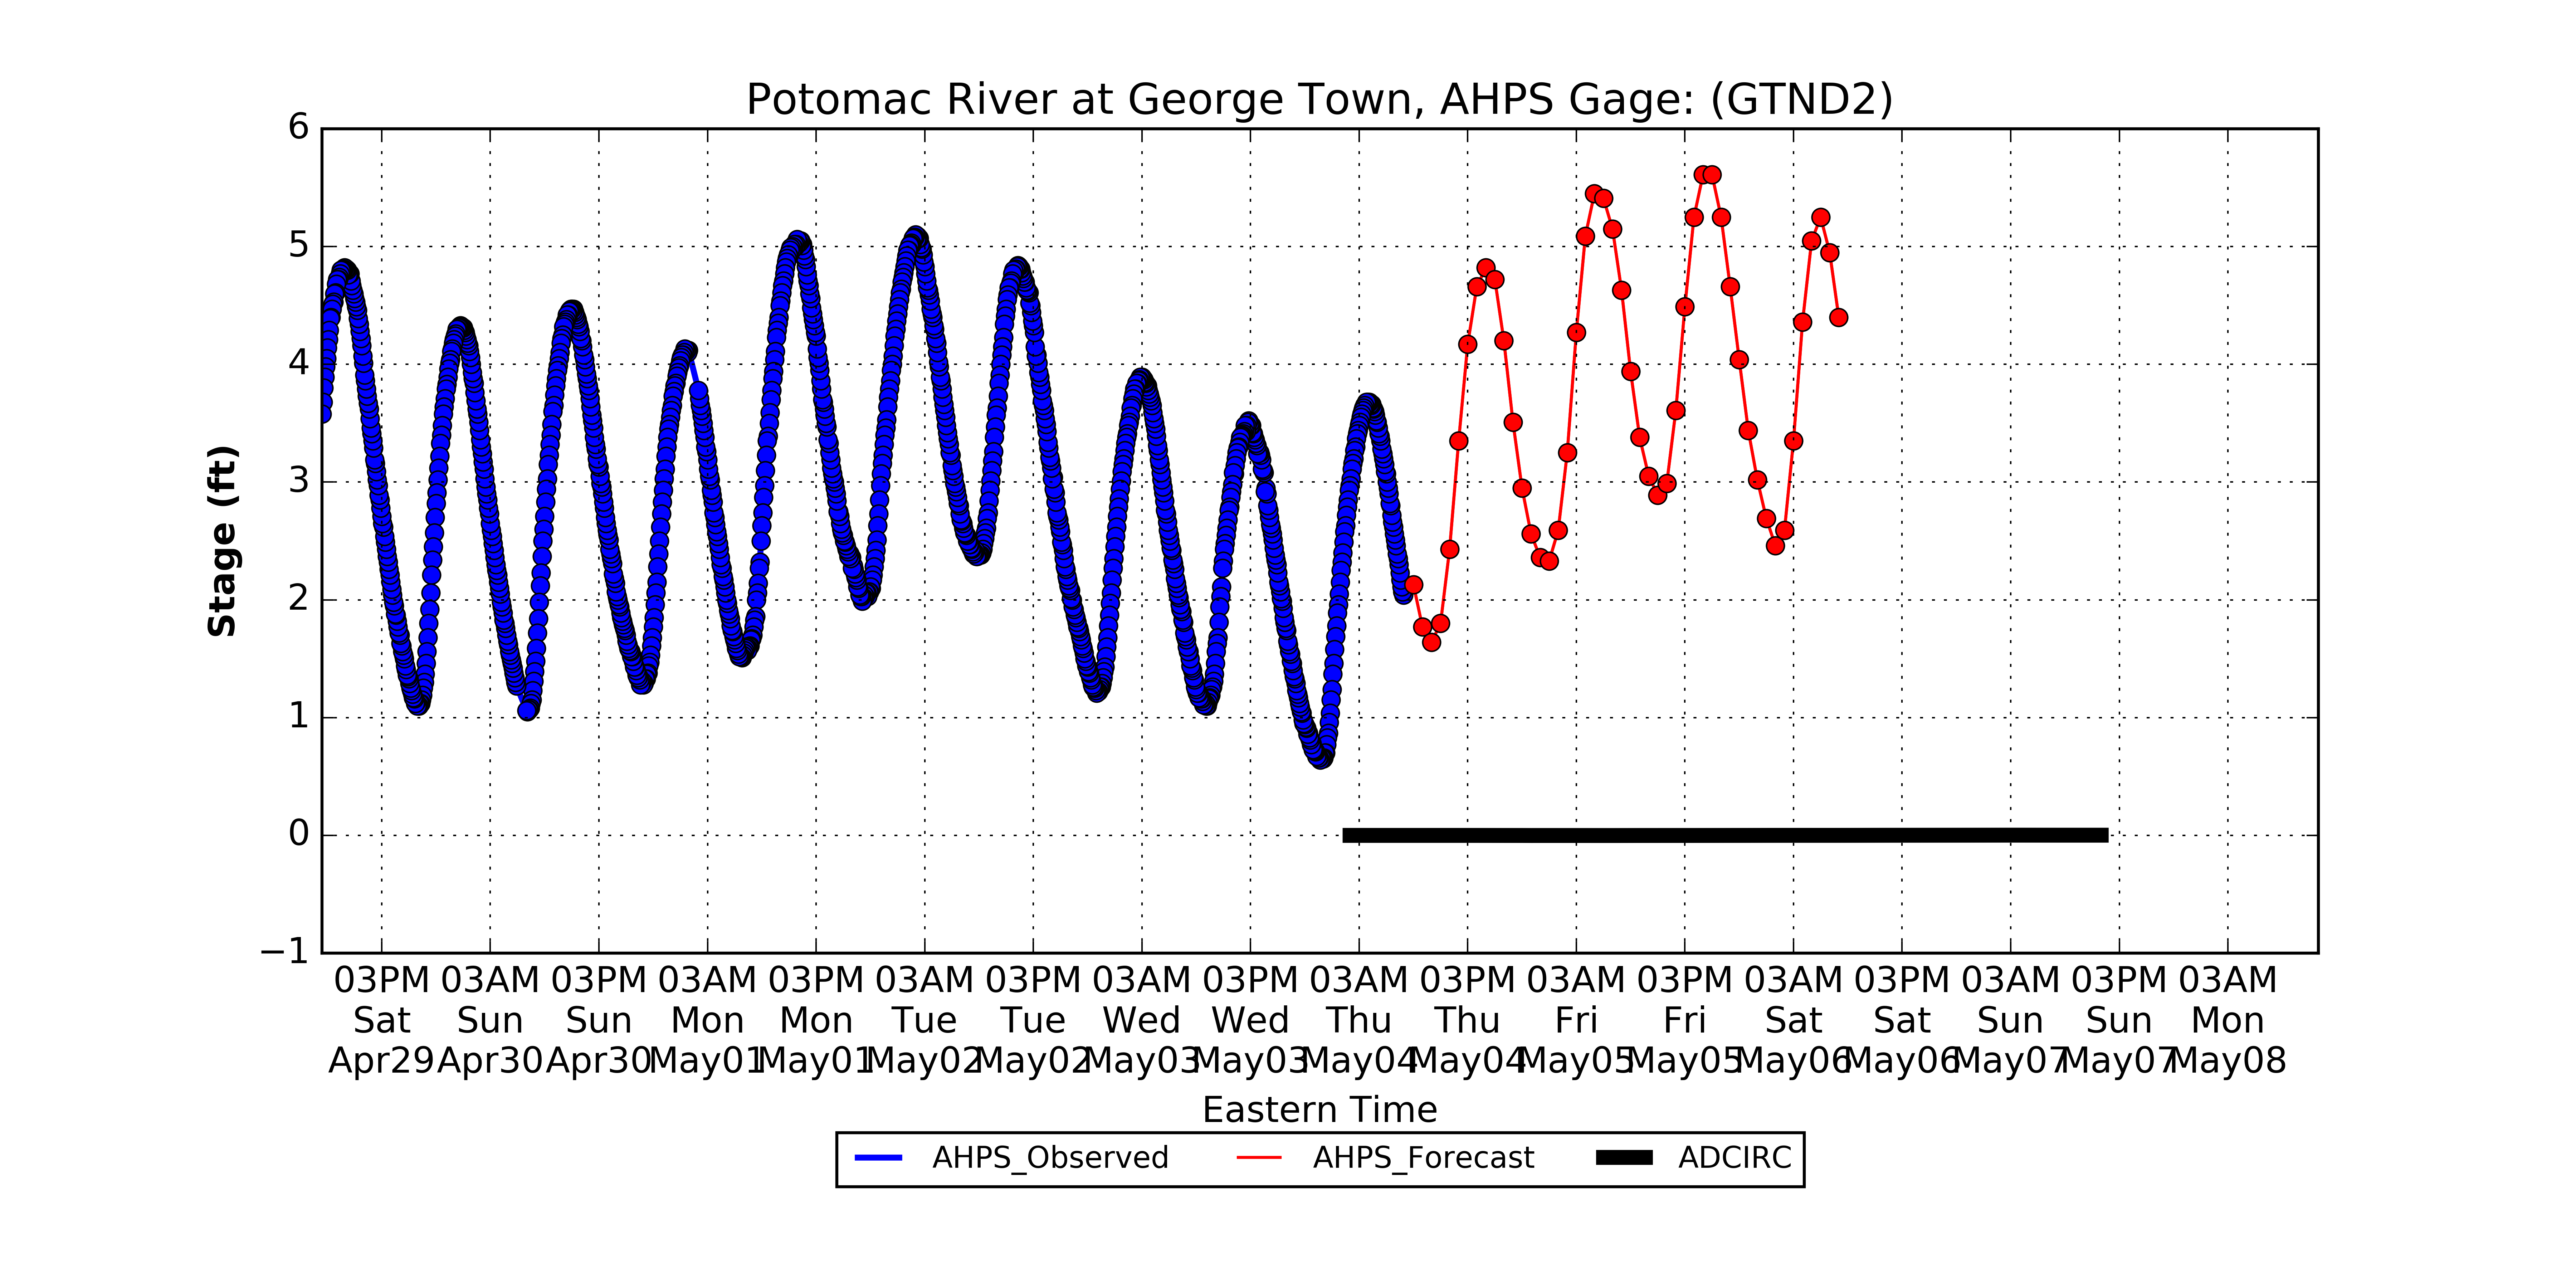 Potomac River at George Town, AHPS Gage: (GTND2)
6
5
4
3
2
1
0
−1
Stage (ft)
03PM 03AM 03PM 03AM 03PM 03AM 03PM 03AM 03PM 03AM 03PM 03AM 03PM 03AM 03PM 03AM 03PM 03AM
Sat Sun Sun Mon Mon Tue Tue Wed Wed Thu Thu Fri Fri Sat Sat Sun Sun Mon
Apr29 Apr30 Apr30 May01 May01 May02 May02 May03 May03 May04 May04 May05 May05 May06 May06 May07 May07 May08
Eastern Time
AHPS_Observed AHPS_Forecast ADCIRC